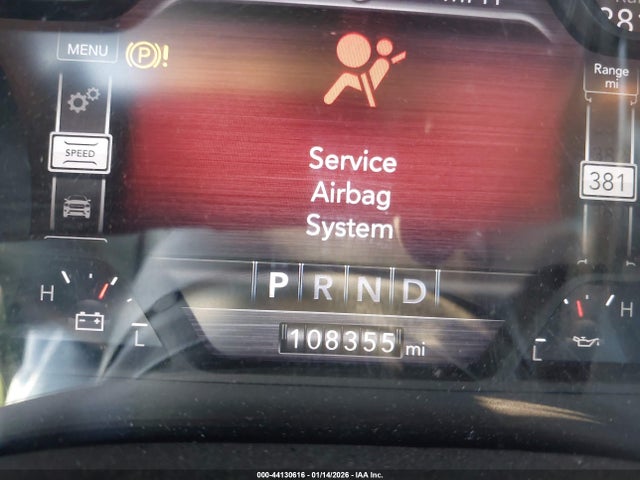 MENU
P!
Range
mi
SPEED
381
Service
Airbag
System
P R N D
H
L
108355 mi
H
L
000-44130616 - 01/14/2026 - IAA Inc.